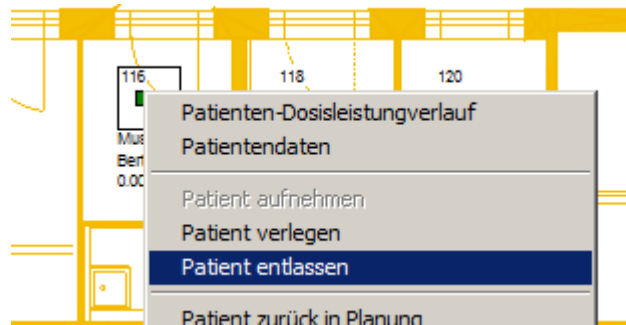 116 118 120
Patienten-Dosisleistungverlauf
Patientendaten
Patient aufnehmen
Patient verlegen
Patient entlassen
Patient zurück in Planung